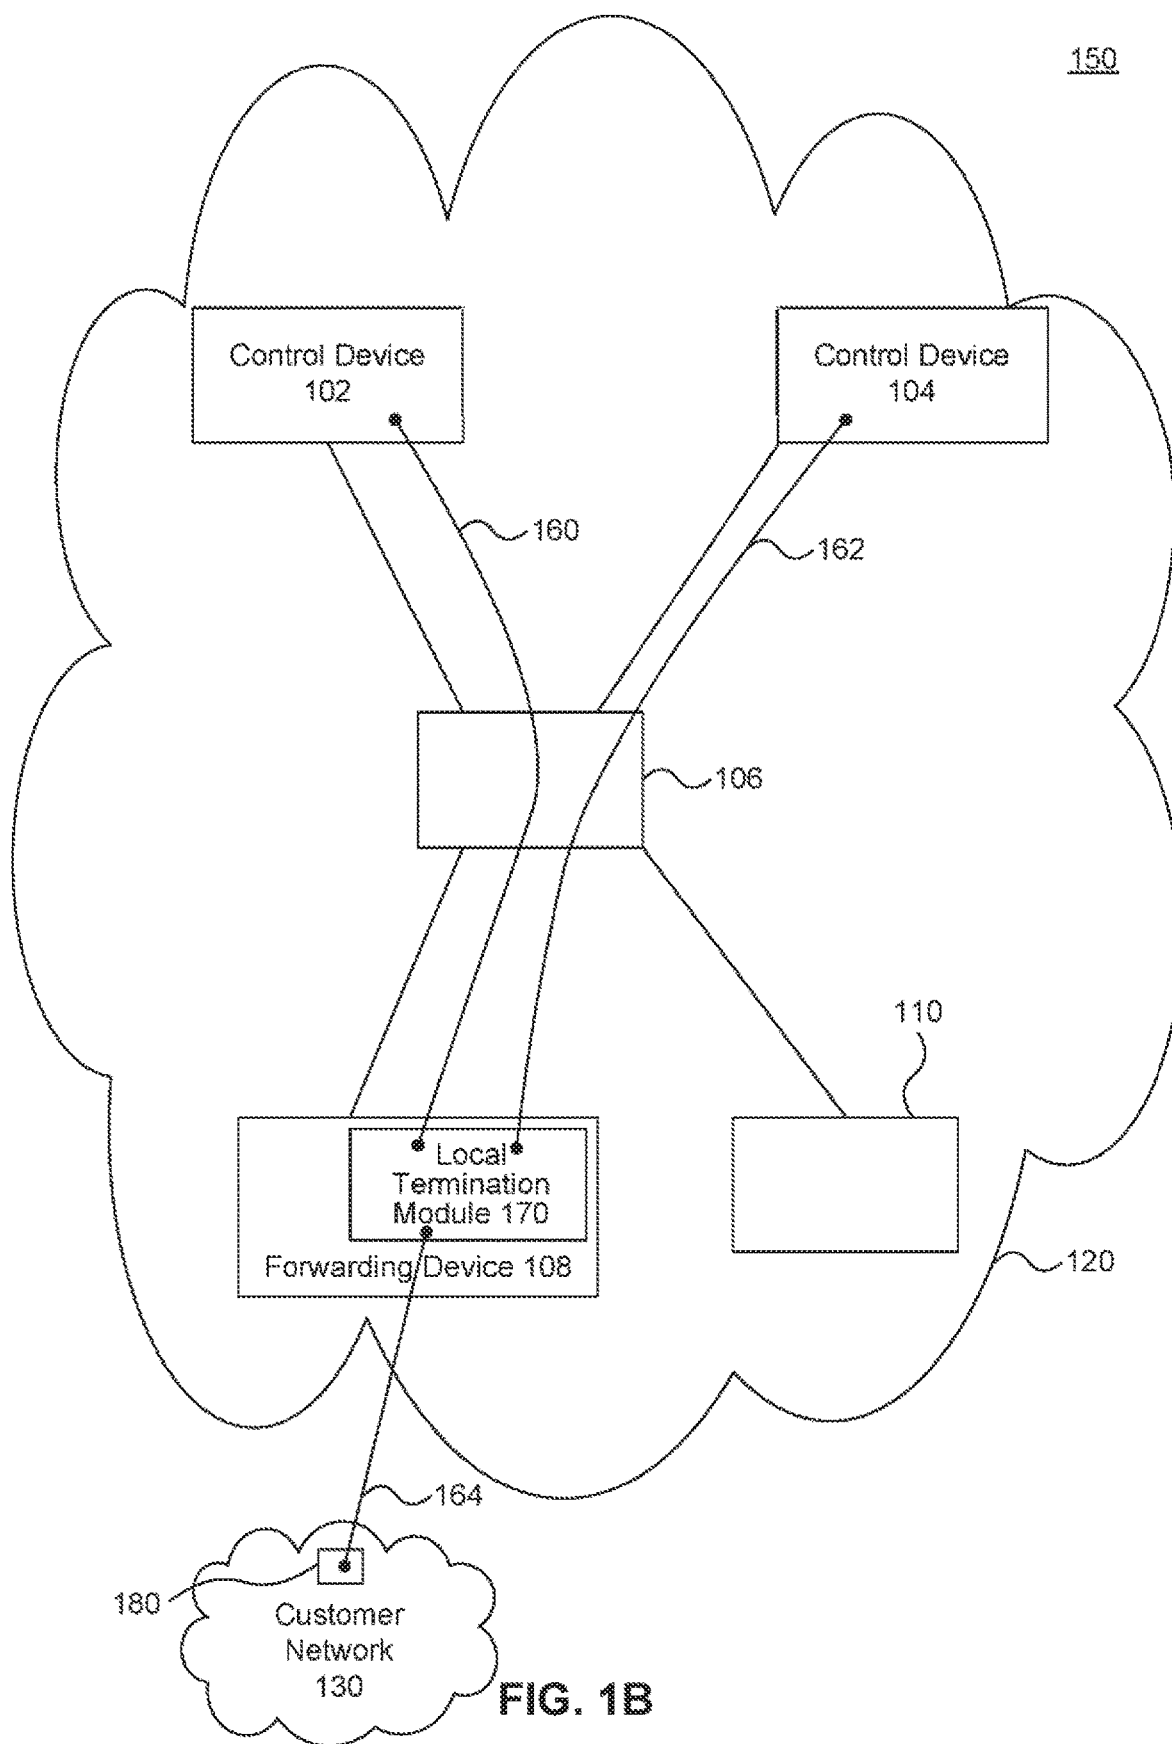 150
Control Device
102
Control Device
104
160
162
106
110
Local
Termination
Module 170
Forwarding Device 108
120
164
180
Customer
Network
130
FIG. 1B